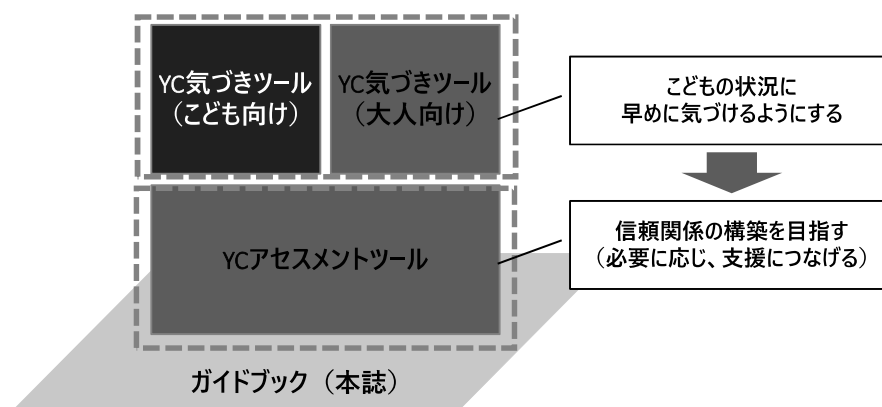 YC気づきツール
（こども向け）
YC気づきツール
（大人向け）
こどもの状況に
早めに気づけるようにする
YCアセスメントツール
信頼関係の構築を目指す
（必要に応じ、支援につなげる）
ガイドブック（本誌）